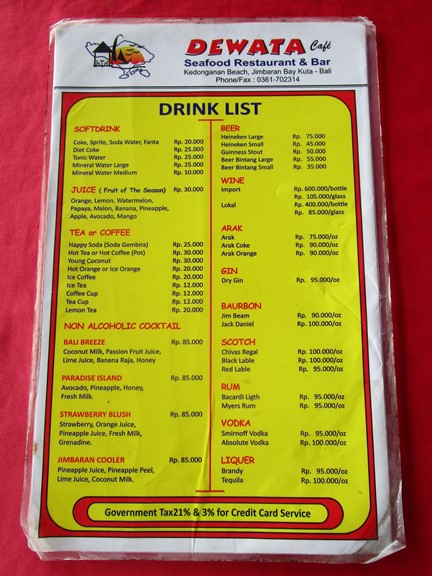 DEWATA Café
Seafood Restaurant & Bar
Kedonganan Beach, Jimbaran Bay Kuta - Bali
Phone/Fax : 0361-702314
DRINK LIST
SOFTDRINK
Coke, Sprite, Soda Water, Fanta Rp. 20.000
Diet Coke Rp. 25.000
Tonic Water Rp. 25.000
Mineral Water Large Rp. 25.000
Mineral Water Medium Rp. 10.000
JUICE ( Fruit of The Season) Rp. 30.000
Orange, Lemon, Watermelon,
Papaya, Melon, Banana, Pineapple,
Apple, Avocado, Mango
TEA or COFFEE
Happy Soda (Soda Gembira) Rp. 25.000
Hot Tea or Hot Coffee (Pot) Rp. 30.000
Young Coconut Rp. 30.000
Hot Orange or Ice Orange Rp. 20.000
Ice Coffee Rp. 20.000
Ice Tea Rp. 12.000
Coffee Cup Rp. 12.000
Tea Cup Rp. 12.000
Lemon Tea Rp. 20.000
NON ALCOHOLIC COCKTAIL
BALI BREEZE Rp. 85.000
Coconut Milk, Passion Fruit Juice,
Lime Juice, Banana Raja, Honey
PARADISE ISLAND Rp. 85.000
Avocado, Pineapple, Honey,
Fresh Milk.
STRAWBERRY BLUSH Rp. 85.000
Strawberry, Orange Juice,
Pineapple Juice, Fresh Milk,
Grenadine.
JIMBARAN COOLER Rp. 85.000
Pineapple Juice, Pineapple Peel,
Lime Juice, Coconut Milk.
BEER
Heineken Large Rp. 75.000
Heineken Small Rp. 45.000
Guinness Stout Rp. 50.000
Beer Bintang Large Rp. 55.000
Beer Bintang Small Rp. 35.000
WINE
Import Rp. 600.000/bottle
Rp. 105.000/glass
Lokal Rp. 400.000/bottle
Rp. 85.000/glass
ARAK
Arak Rp. 75.000/oz
Arak Coke Rp. 90.000/oz
Arak Orange Rp. 90.000/oz
GIN
Dry Gin Rp. 95.000/oz
BAURBON
Jim Beam Rp. 90.000/oz
Jack Daniel Rp. 100.000/oz
SCOTCH
Chivas Regal Rp. 100.000/oz
Black Lable Rp. 100.000/oz
Red Lable Rp. 95.000/oz
RUM
Bacardi Ligth Rp. 95.000/oz
Myers Rum Rp. 95.000/oz
VODKA
Smirnoff Vodka Rp. 95.000/oz
Absolute Vodka Rp. 100.000/oz
LIQUER
Brandy Rp. 95.000/oz
Tequila Rp. 100.000/oz
Government Tax21% & 3% for Credit Card Service